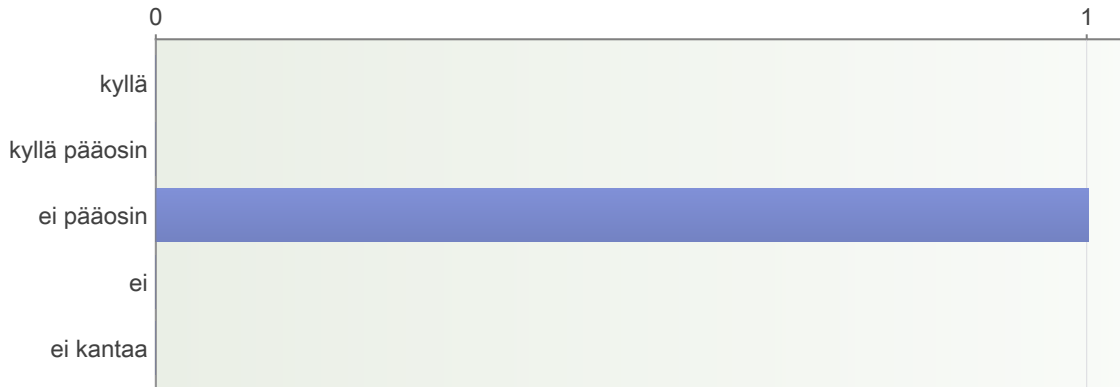 0 1
kyllä
kyllä pääosin
ei pääosin
ei
ei kantaa